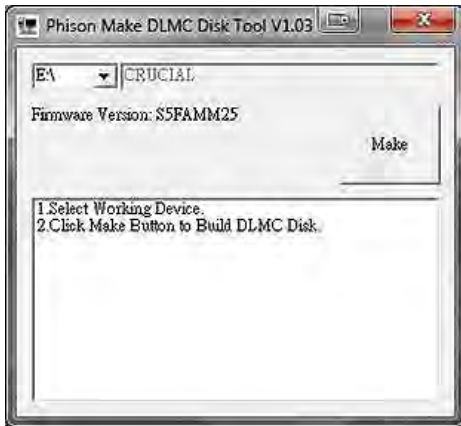 Phison Make DLMC Disk Tool V1.03
E:\ CRUCIAL
Firmware Version: S5FAMM25
Make
1.Select Working Device.
2.Click Make Button to Build DLMC Disk.